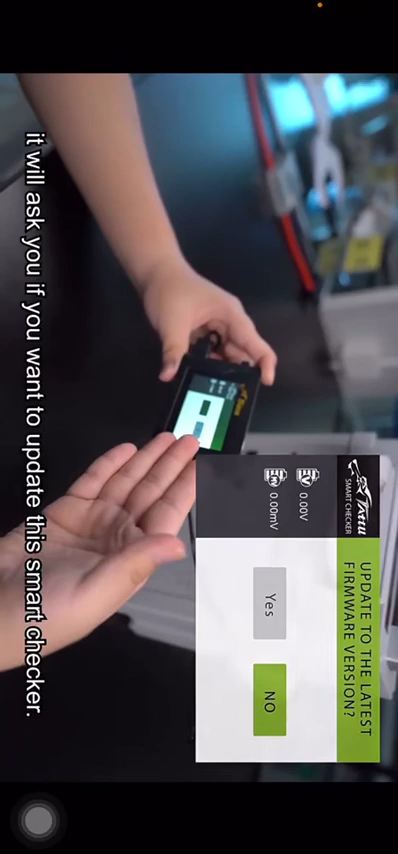 TATTU
SMART CHECKER
UPDATE TO THE LATEST
FIRMWARE VERSION?
0.00V
0.00mV
Yes
NO
it will ask you if you want to update this smart checker.